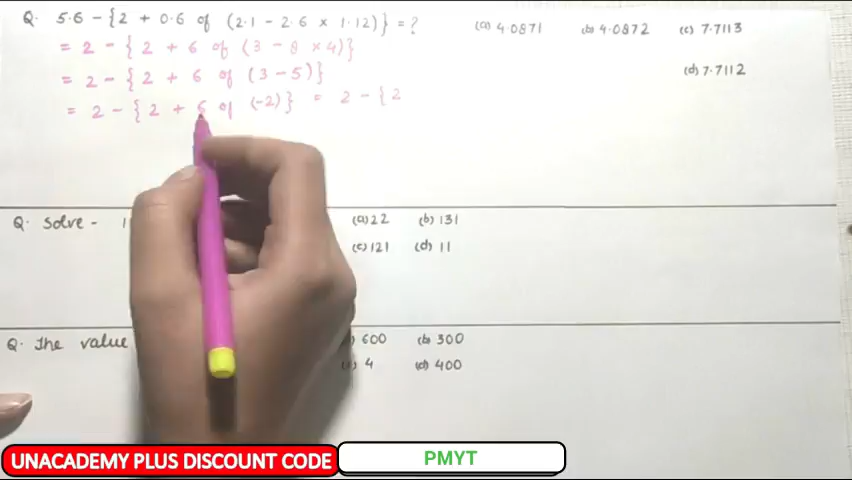 Q. 5.6 - {2 + 0.6 of (2.1 - 2.6 × 1.12)} = ? (a) 4.0871 (b) 4.0872 (c) 7.7113
= 2 - {2 + 6 of (3 - 8 × 4)}
(d) 7.7112
= 2 - {2 + 6 of (3 - 5)}
= 2 - {2 + 6 of (-2)} = 2 - {2
Q. Solve - 1 (a) 22 (b) 131
(c) 121 (d) 11
Q. The value 600 (b) 300
4 (d) 400
UNACADEMY PLUS DISCOUNT CODE PMYT